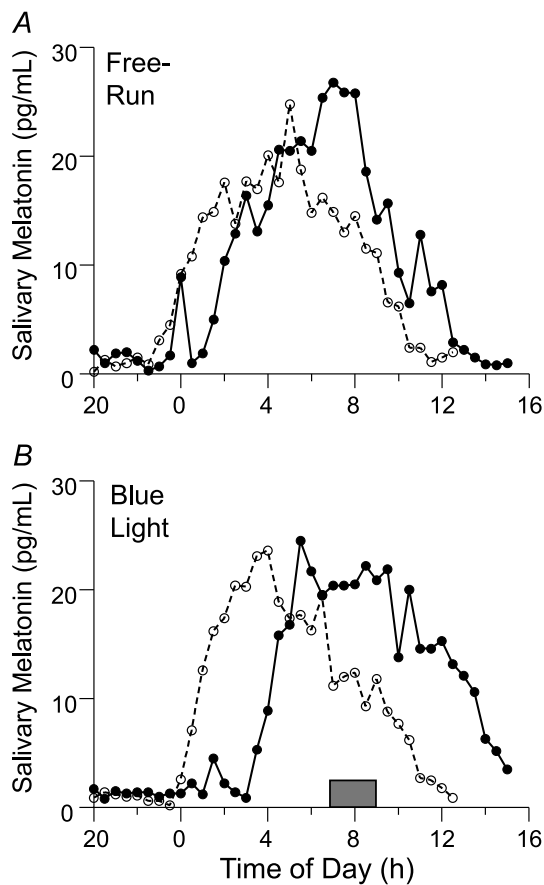 A
Free-
Run
Salivary Melatonin (pg/mL)
30
20
10
0
20 0 4 8 12 16
B
Blue
Light
Salivary Melatonin (pg/mL)
30
20
10
0
20 0 4 8 12 16
Time of Day (h)